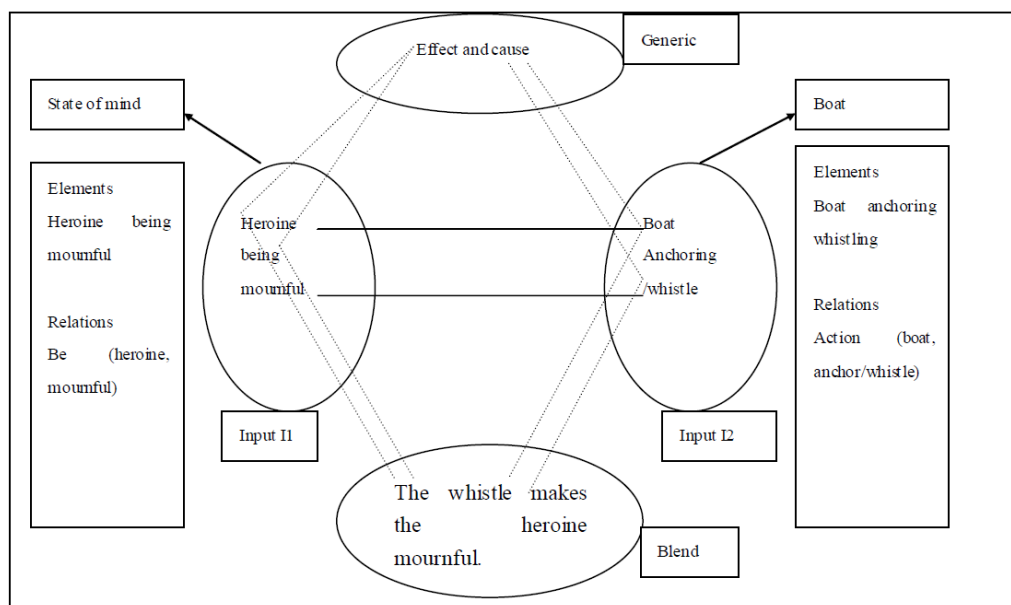 Effect and cause
Generic
State of mind
Boat
Elements
Heroine being
mournful
Relations
Be (heroine,
mournful)
Heroine
being
mournful
Boat
Anchoring
/whistle
Elements
Boat anchoring
whistling
Relations
Action (boat,
anchor/whistle)
Input I1
Input I2
The whistle makes
the heroine
mournful.
Blend